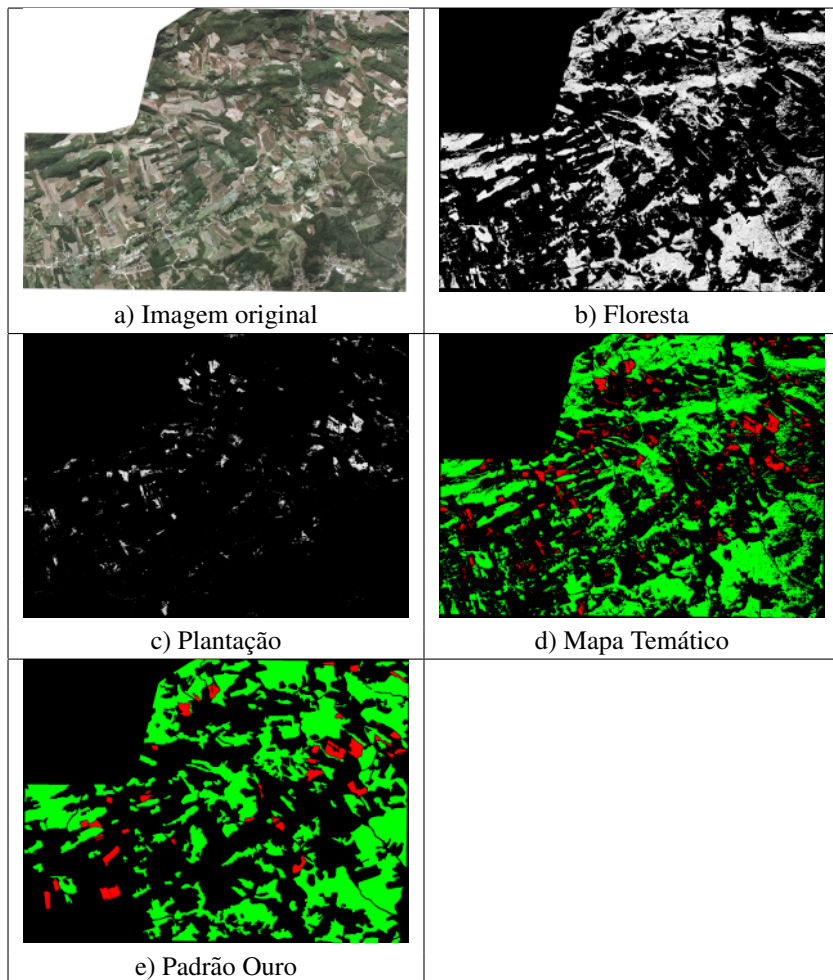 a) Imagem original
b) Floresta
c) Plantação
d) Mapa Temático
e) Padrão Ouro